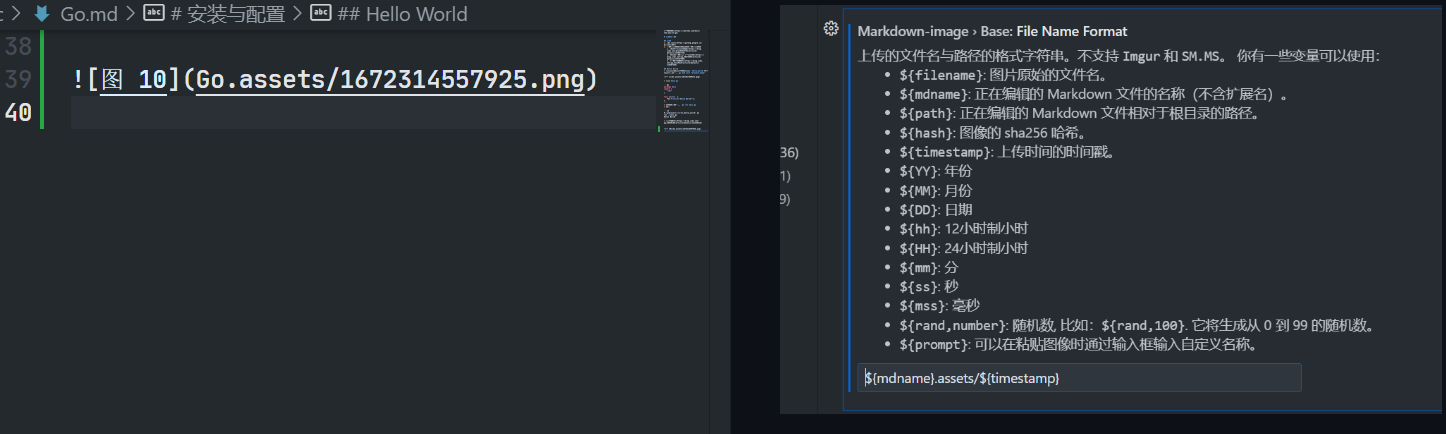 c > Go.md > abc # 安装与配置 > abc ## Hello World
38
39 ![图 10](Go.assets/1672314557925.png)
40
36)
1)
9)
Markdown-image › Base: File Name Format
上传的文件名与路径的格式字符串。不支持 Imgur 和 SM.MS。 你有一些变量可以使用：
• ${filename}: 图片原始的文件名。
• ${mdname}: 正在编辑的 Markdown 文件的名称（不含扩展名）。
• ${path}: 正在编辑的 Markdown 文件相对于根目录的路径。
• ${hash}: 图像的 sha256 哈希。
• ${timestamp}: 上传时间的时间戳。
• ${YY}: 年份
• ${MM}: 月份
• ${DD}: 日期
• ${hh}: 12小时制小时
• ${HH}: 24小时制小时
• ${mm}: 分
• ${ss}: 秒
• ${mss}: 毫秒
• ${rand,number}: 随机数, 比如：${rand,100}. 它将生成从 0 到 99 的随机数。
• ${prompt}: 可以在粘贴图像时通过输入框输入自定义名称。
${mdname}.assets/${timestamp}